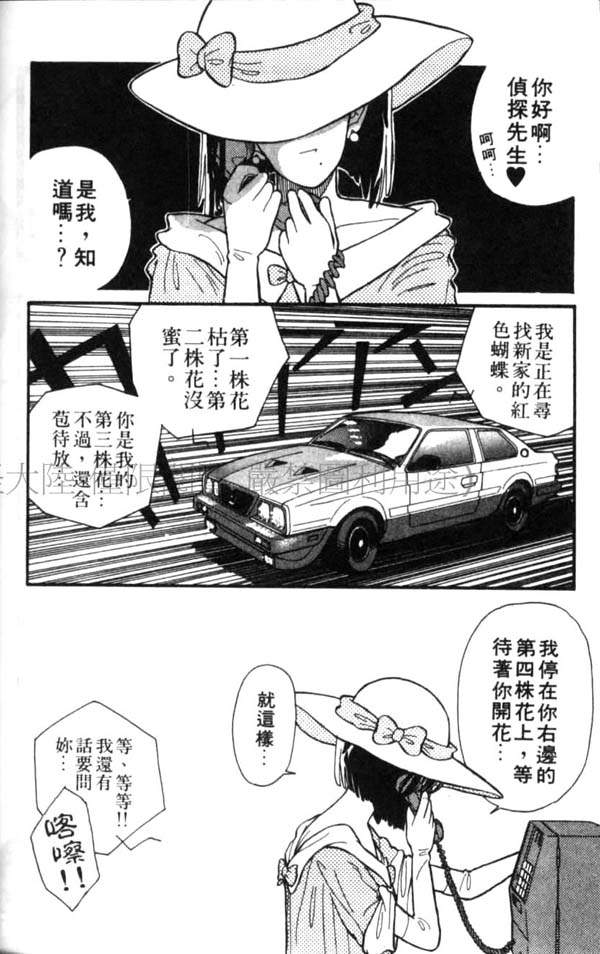 你好啊…
偵探先生♥
呵呵…
是我，知
道嗎…？
我是正在尋
找新家的紅
色蝴蝶。
第一株花
枯了…第
二株花沒
蜜了。
你是我的
第三株花…
不過，還含
苞待放
我停在你右邊的
第四株花上，等
待著你開花…
就這樣…
等、等等!!
我還有
話要問
妳…
喀嚓!!